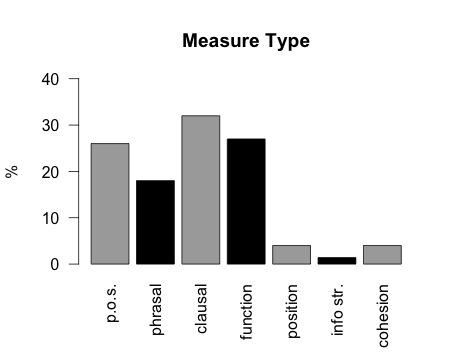 Measure Type
%
40
30
20
10
0
p.o.s.
phrasal
clausal
function
position
info str.
cohesion